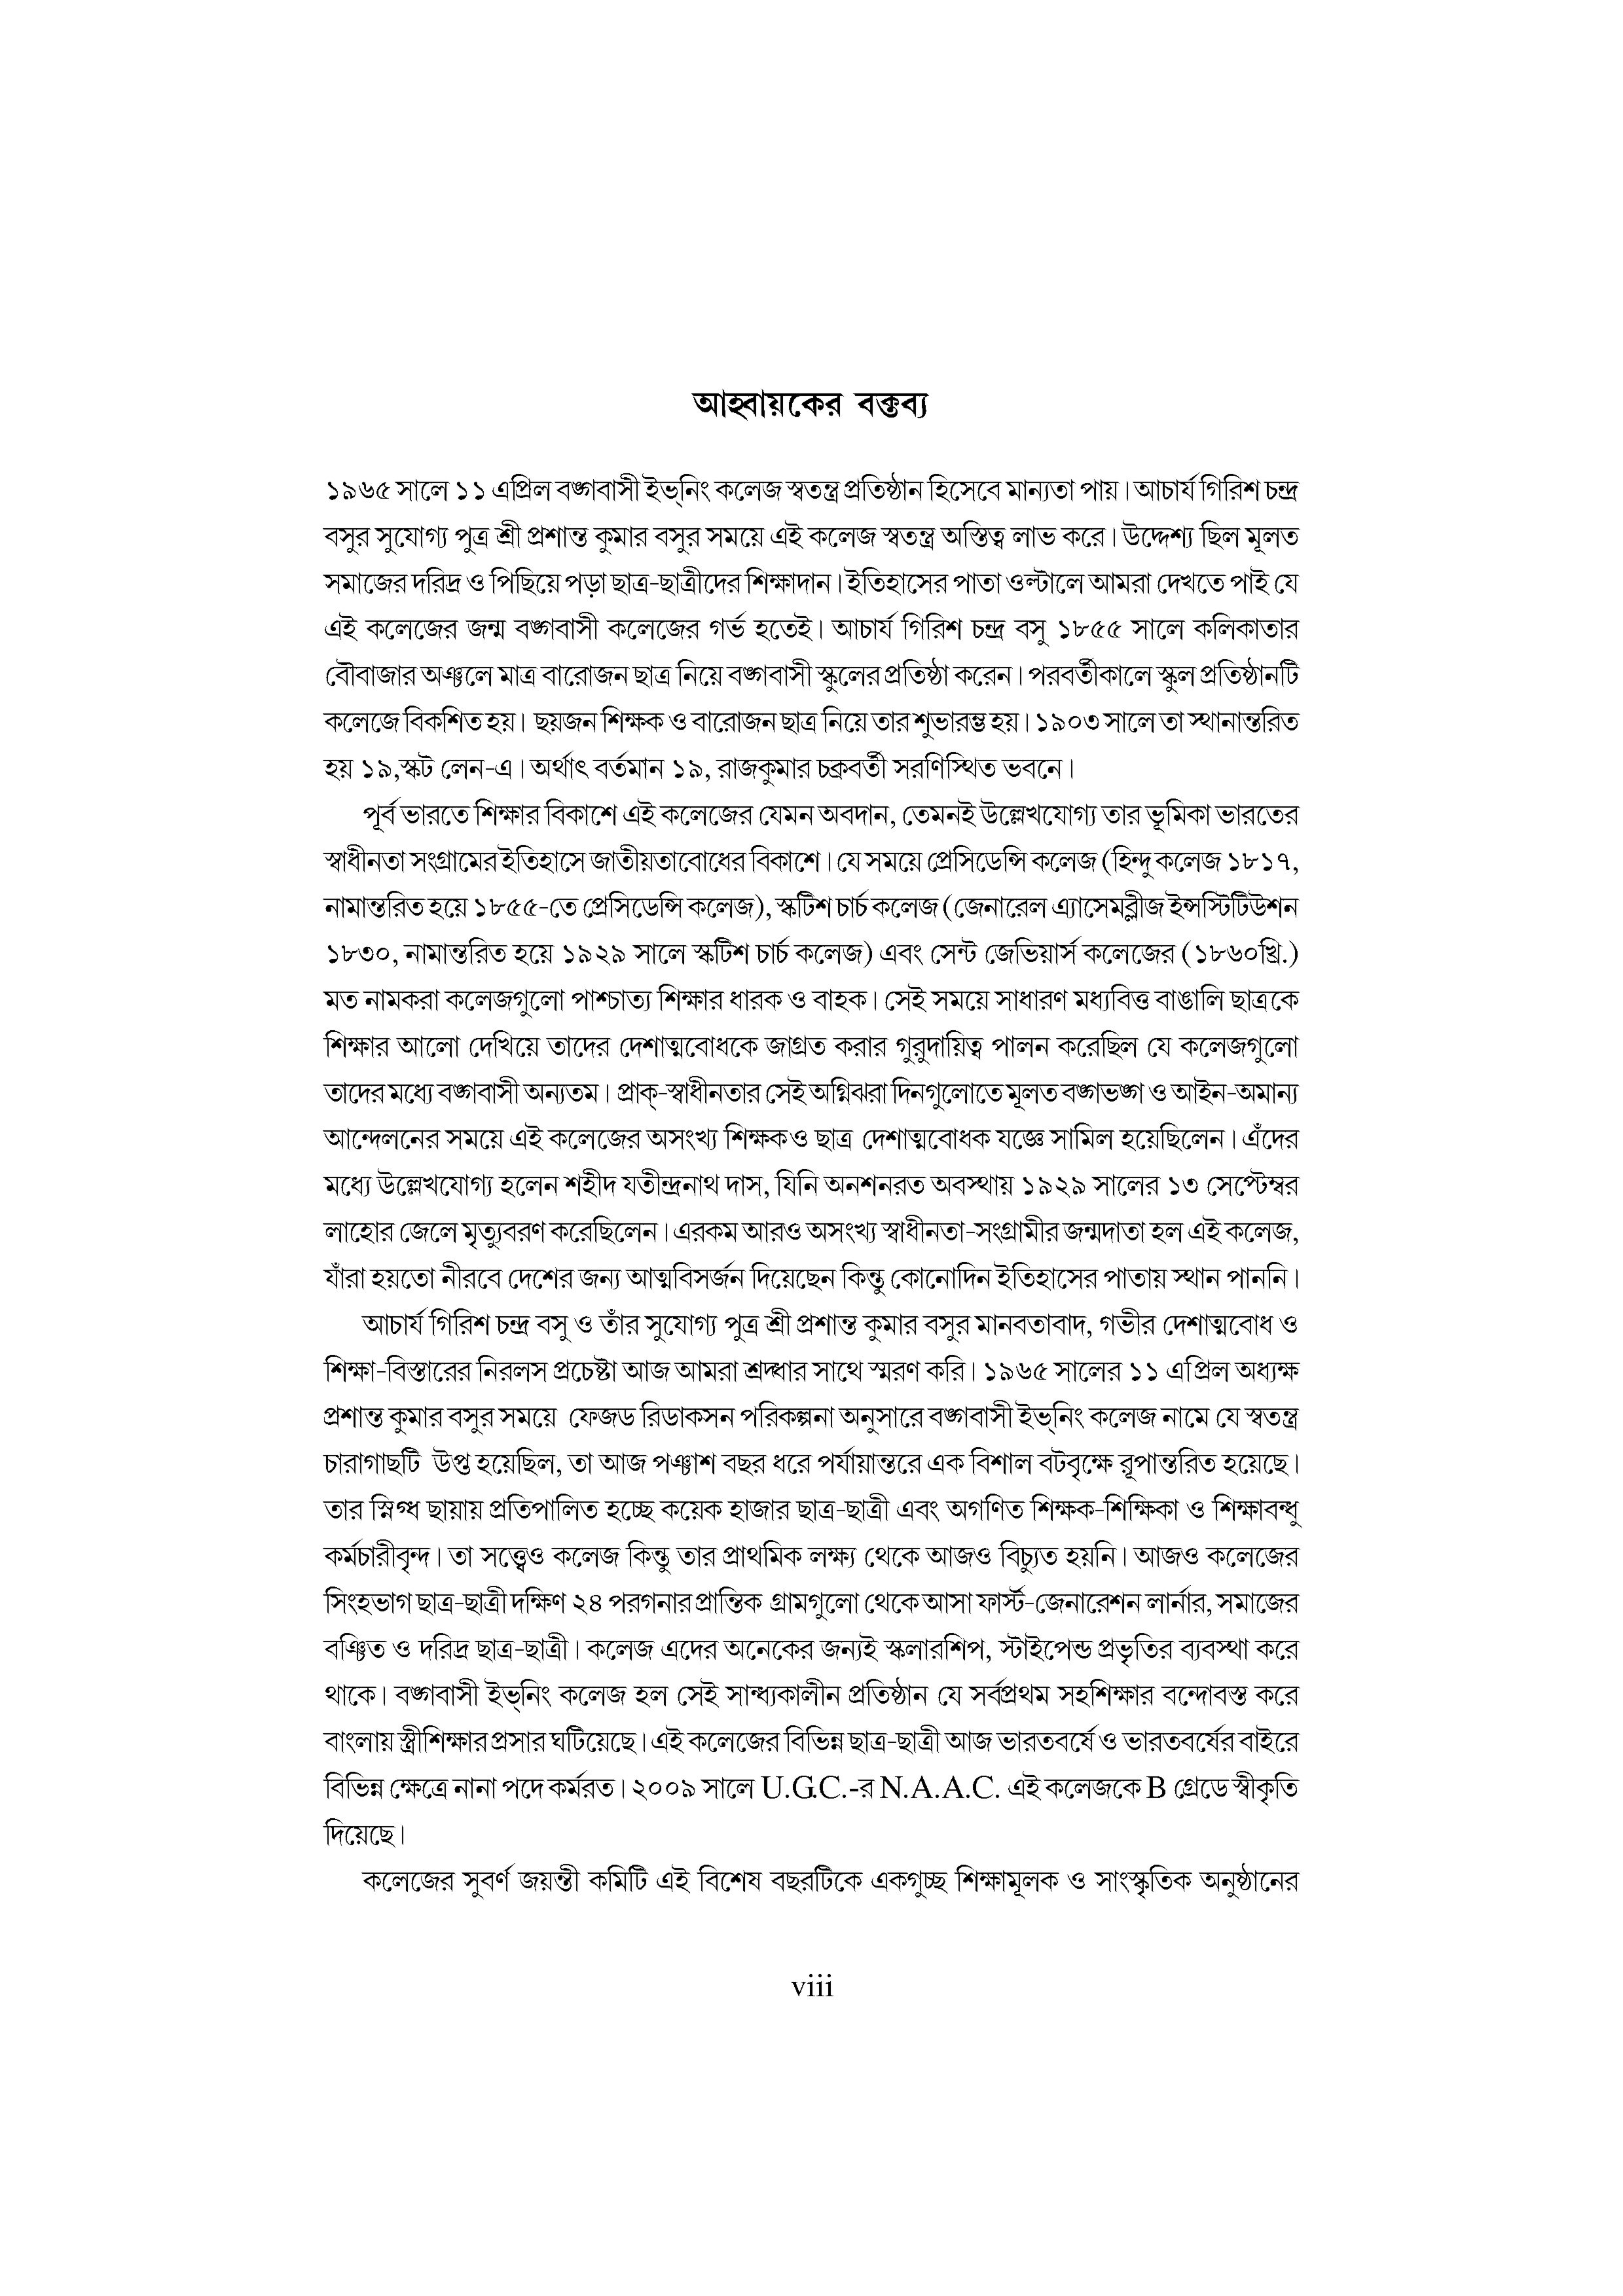 আহ্বায়কের বক্তব্য
১৯৬৫ সালে ১১ এপ্রিল বঙ্গবাসী ইভ্‌নিং কলেজ স্বতন্ত্র প্রতিষ্ঠান হিসেবে মান্যতা পায়। আচার্য গিরিশ চন্দ্র
বসুর সুযোগ্য পুত্র শ্রী প্রশান্ত কুমার বসুর সময়ে এই কলেজ স্বতন্ত্র অস্তিত্ব লাভ করে। উদ্দেশ্য ছিল মূলত
সমাজের দরিদ্র ও পিছিয়ে পড়া ছাত্র-ছাত্রীদের শিক্ষাদান। ইতিহাসের পাতা ওল্টালে আমরা দেখতে পাই যে
এই কলেজের জন্ম বঙ্গবাসী কলেজের গর্ভ হতেই। আচার্য গিরিশ চন্দ্র বসু ১৮৫৫ সালে কলিকাতার
বৌবাজার অঞ্চলে মাত্র বারোজন ছাত্র নিয়ে বঙ্গবাসী স্কুলের প্রতিষ্ঠা করেন। পরবর্তীকালে স্কুল প্রতিষ্ঠানটি
কলেজে বিকশিত হয়। ছয়জন শিক্ষক ও বারোজন ছাত্র নিয়ে তার শুভারম্ভ হয়। ১৯০৩ সালে তা স্থানান্তরিত
হয় ১৯,স্কট লেন-এ। অর্থাৎ বর্তমান ১৯, রাজকুমার চক্রবর্তী সরণিস্থিত ভবনে।
পূর্ব ভারতে শিক্ষার বিকাশে এই কলেজের যেমন অবদান, তেমনই উল্লেখযোগ্য তার ভূমিকা ভারতের
স্বাধীনতা সংগ্রামের ইতিহাসে জাতীয়তাবোধের বিকাশে। যে সময়ে প্রেসিডেন্সি কলেজ (হিন্দু কলেজ ১৮১৭,
নামান্তরিত হয়ে ১৮৫৫-তে প্রেসিডেন্সি কলেজ), স্কটিশ চার্চ কলেজ (জেনারেল এ্যাসেমব্লীজ ইন্সস্টিটিউশন
১৮৩০, নামান্তরিত হয়ে ১৯২৯ সালে স্কটিশ চার্চ কলেজ) এবং সেন্ট জেভিয়ার্স কলেজের (১৮৬০খ্রি.)
মত নামকরা কলেজগুলো পাশ্চাত্য শিক্ষার ধারক ও বাহক। সেই সময়ে সাধারণ মধ্যবিত্ত বাঙালি ছাত্রকে
শিক্ষার আলো দেখিয়ে তাদের দেশাত্মবোধকে জাগ্রত করার গুরুদায়িত্ব পালন করেছিল যে কলেজগুলো
তাদের মধ্যে বঙ্গবাসী অন্যতম। প্রাক্-স্বাধীনতার সেই অগ্নিঝরা দিনগুলোতে মূলত বঙ্গভঙ্গ ও আইন-অমান্য
আন্দেলনের সময়ে এই কলেজের অসংখ্য শিক্ষকও ছাত্র দেশাত্মবোধক যজ্ঞে সামিল হয়েছিলেন। এঁদের
মধ্যে উল্লেখযোগ্য হলেন শহীদ যতীন্দ্রনাথ দাস, যিনি অনশনরত অবস্থায় ১৯২৯ সালের ১৩ সেপ্টেম্বর
লাহোর জেলে মৃত্যুবরণ করেছিলেন। এরকম আরও অসংখ্য স্বাধীনতা-সংগ্রামীর জন্মদাতা হল এই কলেজ,
যাঁরা হয়তো নীরবে দেশের জন্য আত্মবিসর্জন দিয়েছেন কিন্তু কোনোদিন ইতিহাসের পাতায় স্থান পাননি।
আচার্য গিরিশ চন্দ্র বসু ও তাঁর সুযোগ্য পুত্র শ্রী প্রশান্ত কুমার বসুর মানবতাবাদ, গভীর দেশাত্মবোধ ও
শিক্ষা-বিস্তারের নিরলস প্রচেষ্টা আজ আমরা শ্রদ্ধার সাথে স্মরণ করি। ১৯৬৫ সালের ১১ এপ্রিল অধ্যক্ষ
প্রশান্ত কুমার বসুর সময়ে ফেজড রিডাকসন পরিকল্পনা অনুসারে বঙ্গবাসী ইভ্‌নিং কলেজ নামে যে স্বতন্ত্র
চারাগাছটি উপ্ত হয়েছিল, তা আজ পঞ্চাশ বছর ধরে পর্যায়ান্তরে এক বিশাল বটবৃক্ষে রূপান্তরিত হয়েছে।
তার স্নিগ্ধ ছায়ায় প্রতিপালিত হচ্ছে কয়েক হাজার ছাত্র-ছাত্রী এবং অগণিত শিক্ষক-শিক্ষিকা ও শিক্ষাবন্ধু
কর্মচারীবৃন্দ। তা সত্ত্বেও কলেজ কিন্তু তার প্রাথমিক লক্ষ্য থেকে আজও বিচ্যুত হয়নি। আজও কলেজের
সিংহভাগ ছাত্র-ছাত্রী দক্ষিণ ২৪ পরগনার প্রান্তিক গ্রামগুলো থেকে আসা ফার্স্ট-জেনারেশন লার্নার, সমাজের
বঞ্চিত ও দরিদ্র ছাত্র-ছাত্রী। কলেজ এদের অনেকের জন্যই স্কলারশিপ, স্টাইপেন্ড প্রভৃতির ব্যবস্থা করে
থাকে। বঙ্গবাসী ইভ্‌নিং কলেজ হল সেই সান্ধ্যকালীন প্রতিষ্ঠান যে সর্বপ্রথম সহশিক্ষার বন্দোবস্ত করে
বাংলায় স্ত্রীশিক্ষার প্রসার ঘটিয়েছে। এই কলেজের বিভিন্ন ছাত্র-ছাত্রী আজ ভারতবর্ষে ও ভারতবর্ষের বাইরে
বিভিন্ন ক্ষেত্রে নানা পদে কর্মরত। ২০০৯ সালে U.G.C.-র N.A.A.C. এই কলেজকে B গ্রেডে স্বীকৃতি
দিয়েছে।
কলেজের সুবর্ণ জয়ন্তী কমিটি এই বিশেষ বছরটিকে একগুচ্ছ শিক্ষামূলক ও সাংস্কৃতিক অনুষ্ঠানের
viii